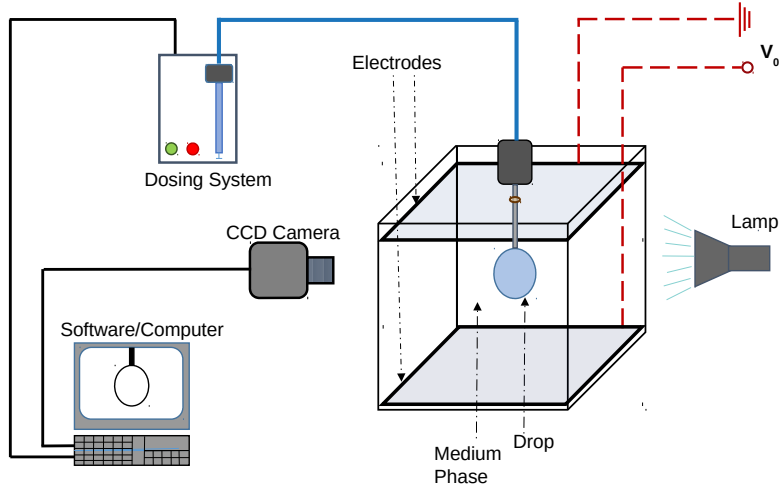 V0
Electrodes
Dosing System
Lamp
CCD Camera
Software/Computer
Drop
Medium
Phase